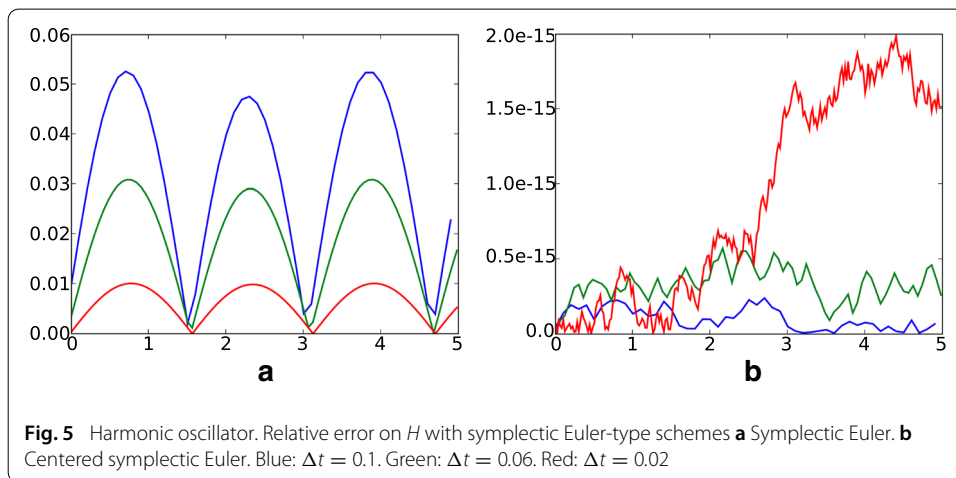 0.06
0.05
0.04
0.03
0.02
0.01
0.00
0 1 2 3 4 5
a
2.0e-15
1.5e-15
1.0e-15
0.5e-15
0.0
0 1 2 3 4 5
b
Fig. 5 Harmonic oscillator. Relative error on H with symplectic Euler-type schemes a Symplectic Euler. b
Centered symplectic Euler. Blue: Δt = 0.1. Green: Δt = 0.06. Red: Δt = 0.02